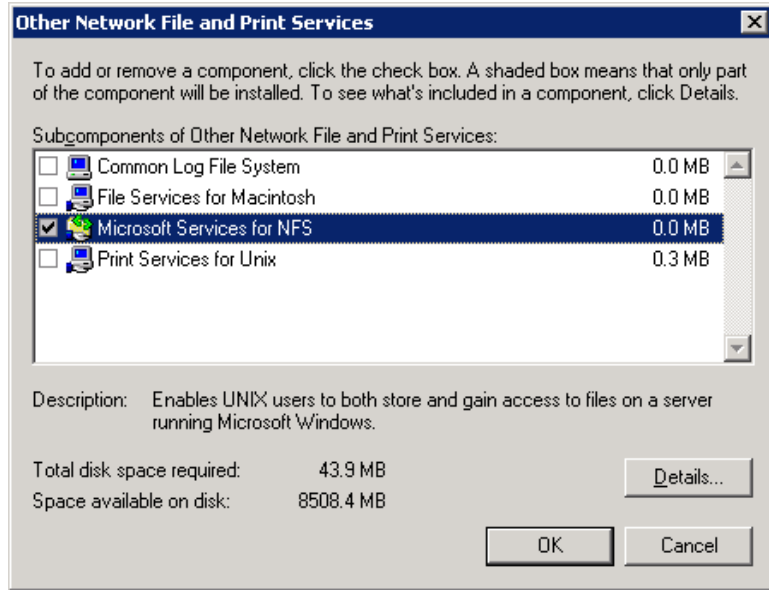 Other Network File and Print Services
To add or remove a component, click the check box. A shaded box means that only part
of the component will be installed. To see what's included in a component, click Details.
Subcomponents of Other Network File and Print Services:
Common Log File System 0.0 MB
File Services for Macintosh 0.0 MB
Microsoft Services for NFS 0.0 MB
Print Services for Unix 0.3 MB
Description: Enables UNIX users to both store and gain access to files on a server
running Microsoft Windows.
Total disk space required: 43.9 MB
Details...
Space available on disk: 8508.4 MB
OK Cancel